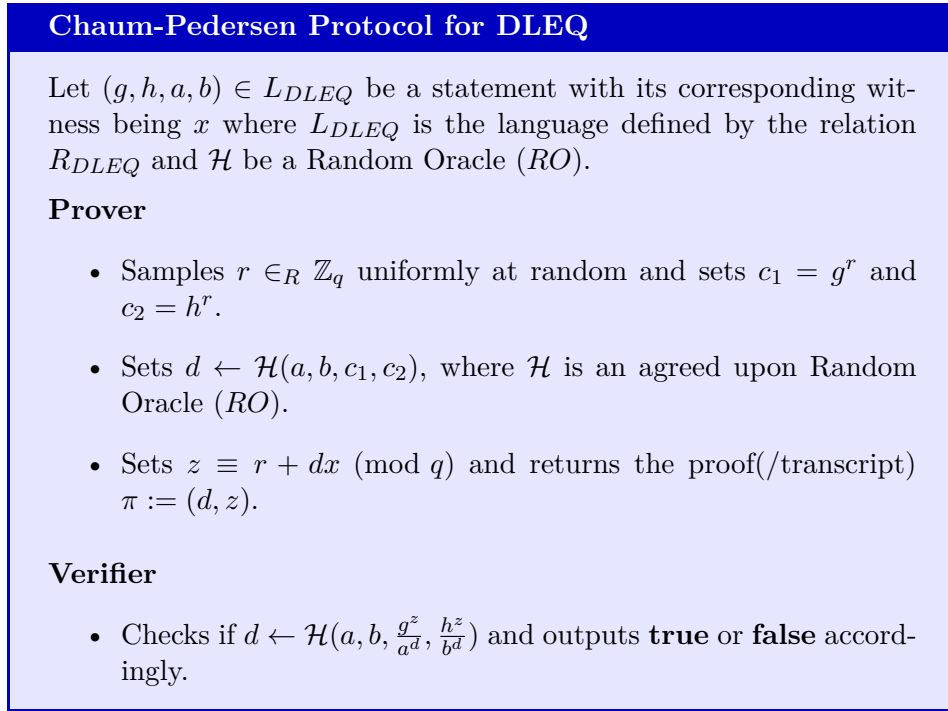 Chaum-Pedersen Protocol for DLEQ
Let (g, h, a, b) ∈ L_{DLEQ} be a statement with its corresponding wit-
ness being x where L_{DLEQ} is the language defined by the relation
R_{DLEQ} and ℋ be a Random Oracle (RO).
Prover
• Samples r ∈_R ℤ_q uniformly at random and sets c_1 = g^r and
c_2 = h^r.
• Sets d ← ℋ(a, b, c_1, c_2), where ℋ is an agreed upon Random
Oracle (RO).
• Sets z ≡ r + dx (mod q) and returns the proof(/transcript)
π := (d, z).
Verifier
• Checks if d ← ℋ(a, b, \frac{g^z}{a^d}, \frac{h^z}{b^d}) and outputs true or false accord-
ingly.